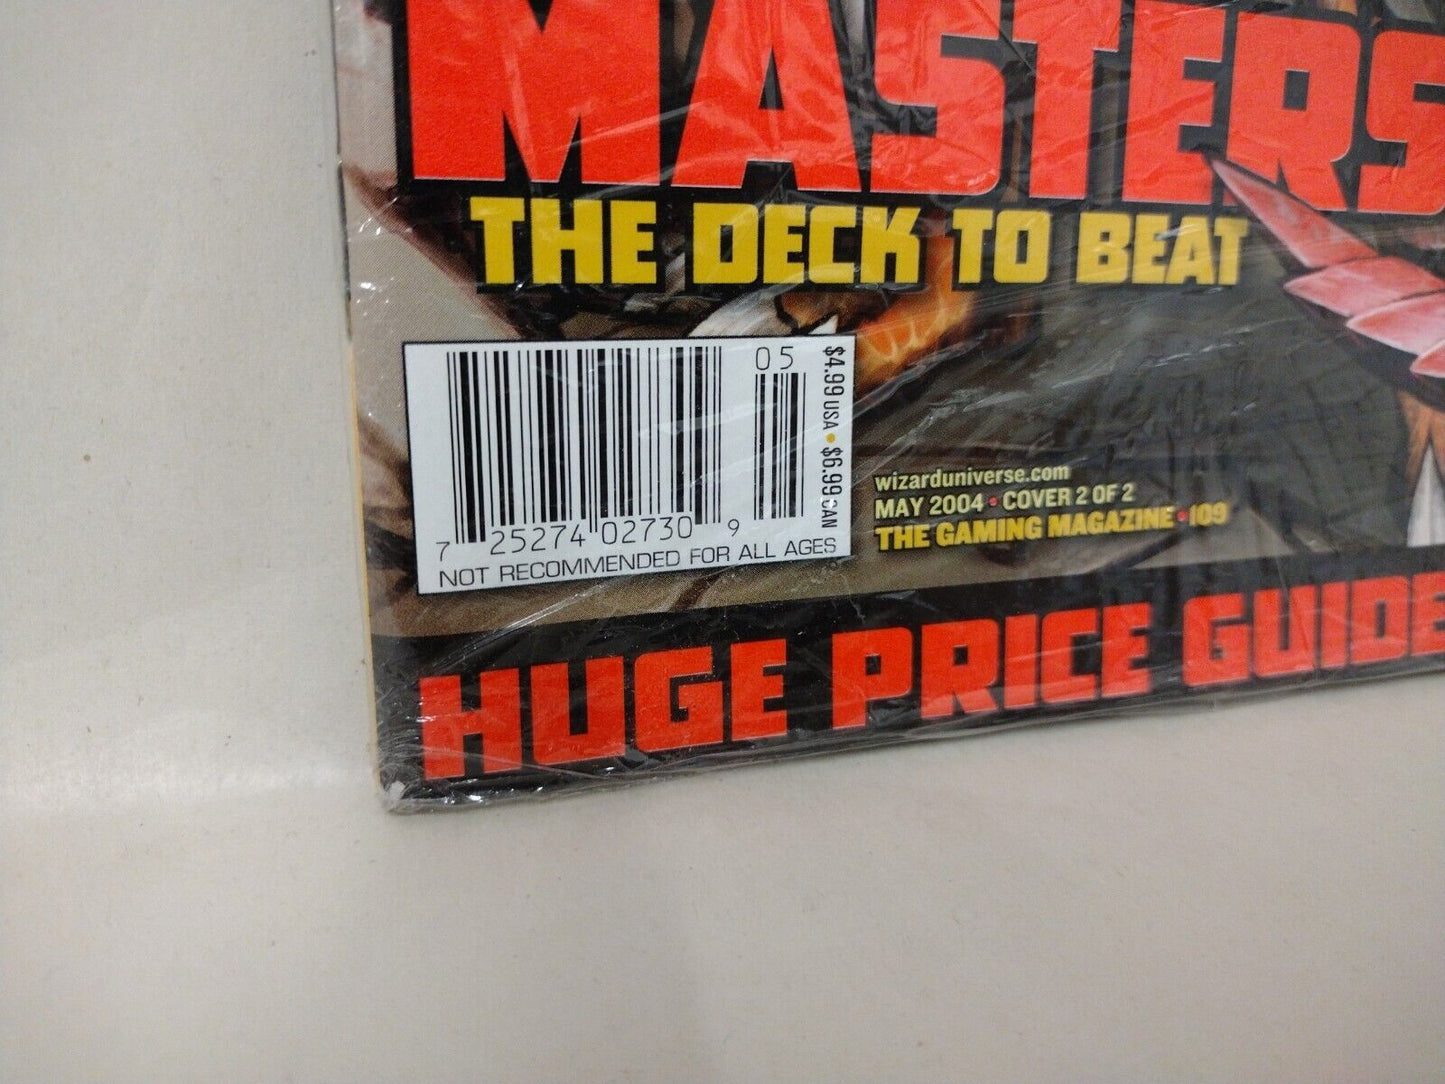 MASTERS
THE DECK TO BEAT
05
$4.99 USA • $6.99 CAN
7 25274 02730 9
NOT RECOMMENDED FOR ALL AGES
wizarduniverse.com
MAY 2004 • COVER 2 OF 2
THE GAMING MAGAZINE • 109
HUGE PRICE GUIDE